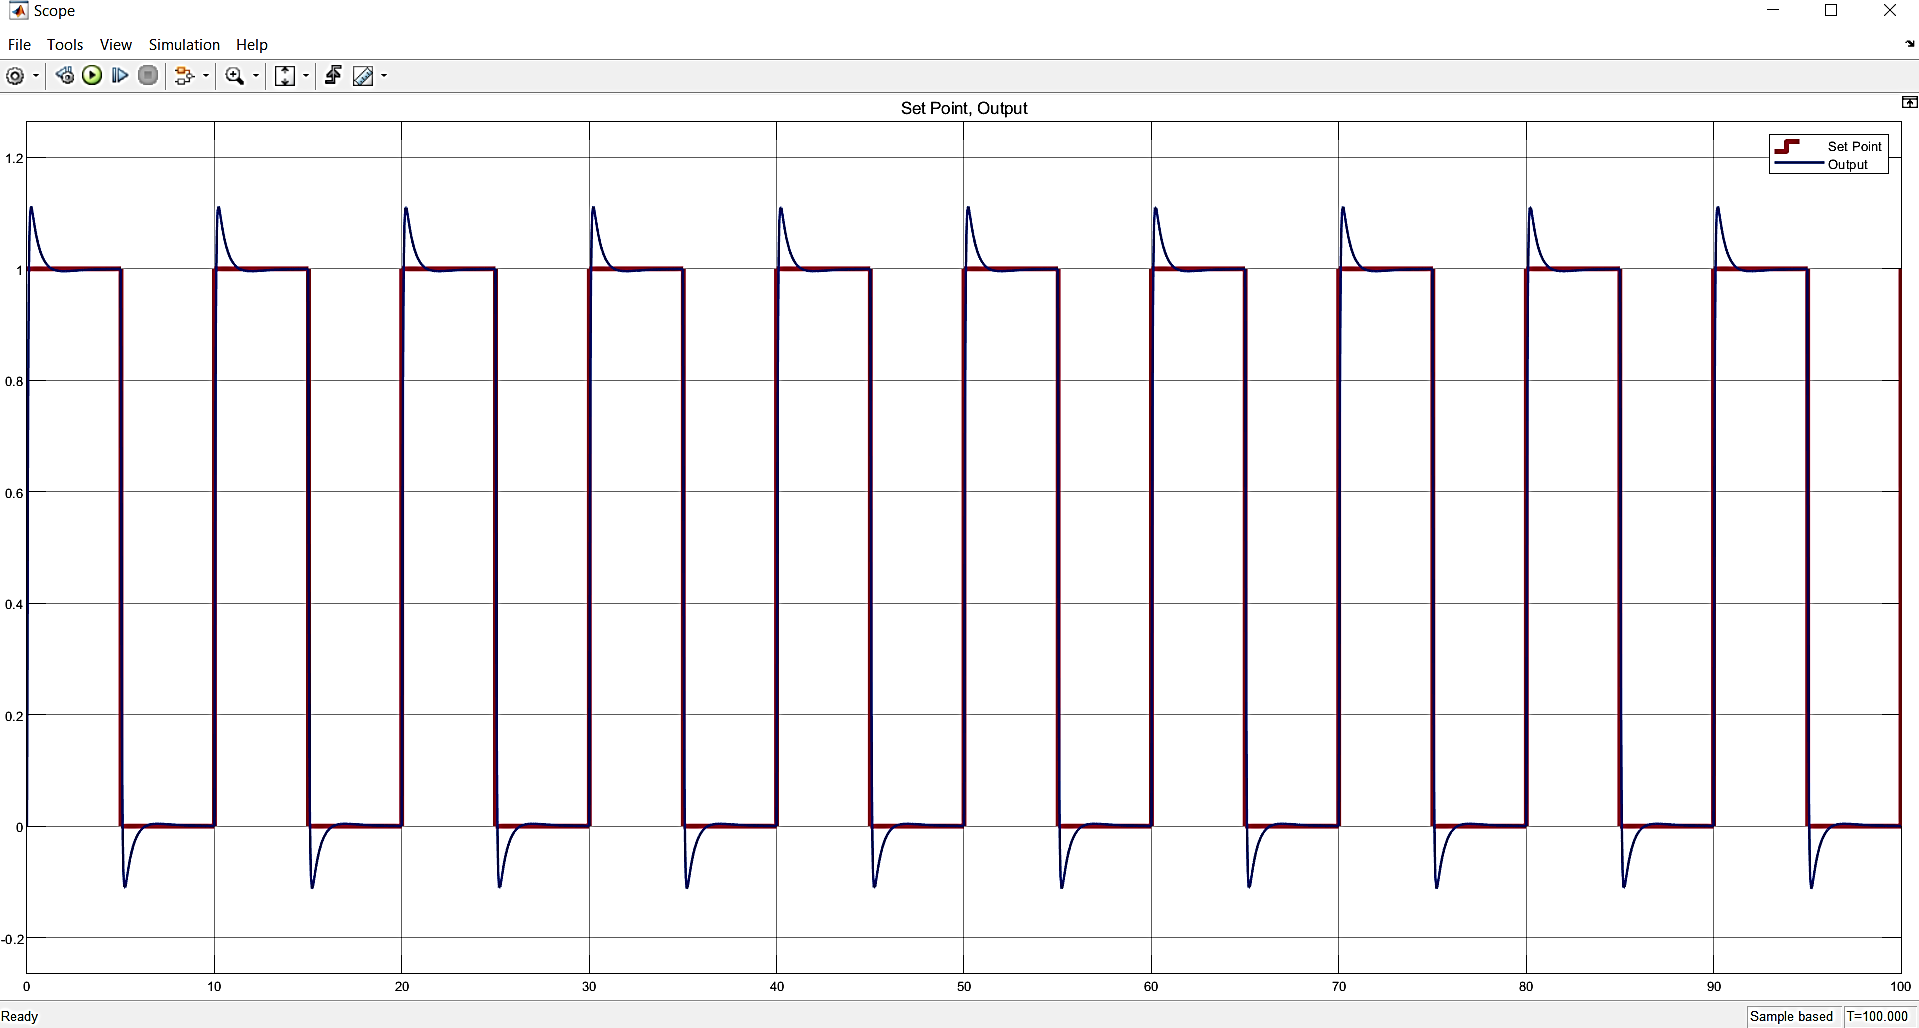 Scope
File Tools View Simulation Help
Set Point, Output
Set Point
Output
1.2
1
0.8
0.6
0.4
0.2
0
-0.2
0 10 20 30 40 50 60 70 80 90 100
Ready
Sample based T=100.000